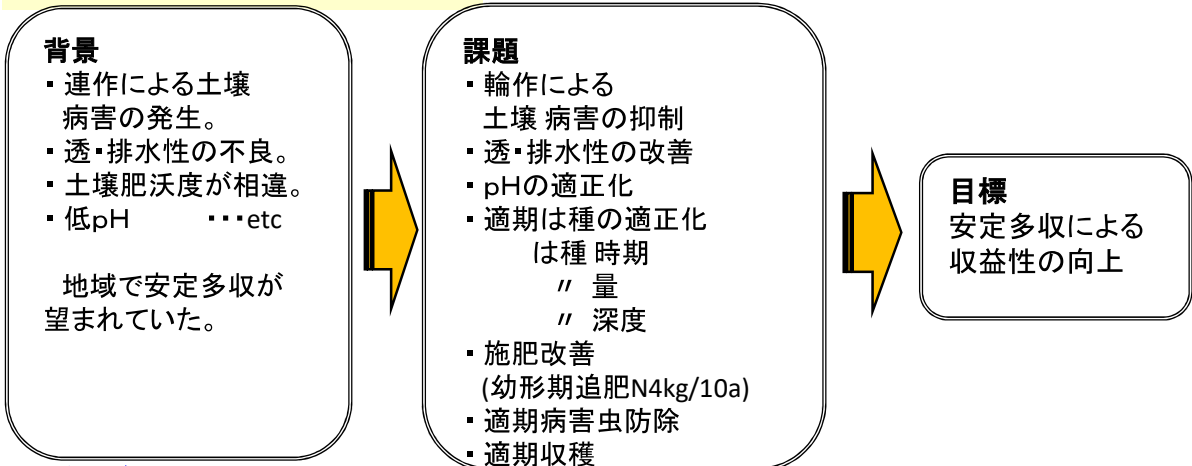 背景
・連作による土壌
病害の発生。
・透・排水性の不良。
・土壌肥沃度が相違。
・低pH ・・・etc
地域で安定多収が
望まれていた。
課題
・輪作による
土壌 病害の抑制
・透・排水性の改善
・pHの適正化
・適期は種の適正化
は種 時期
〃 量
〃 深度
・施肥改善
(幼形期追肥N4kg/10a)
・適期病害虫防除
・適期収穫
目標
安定多収による
収益性の向上